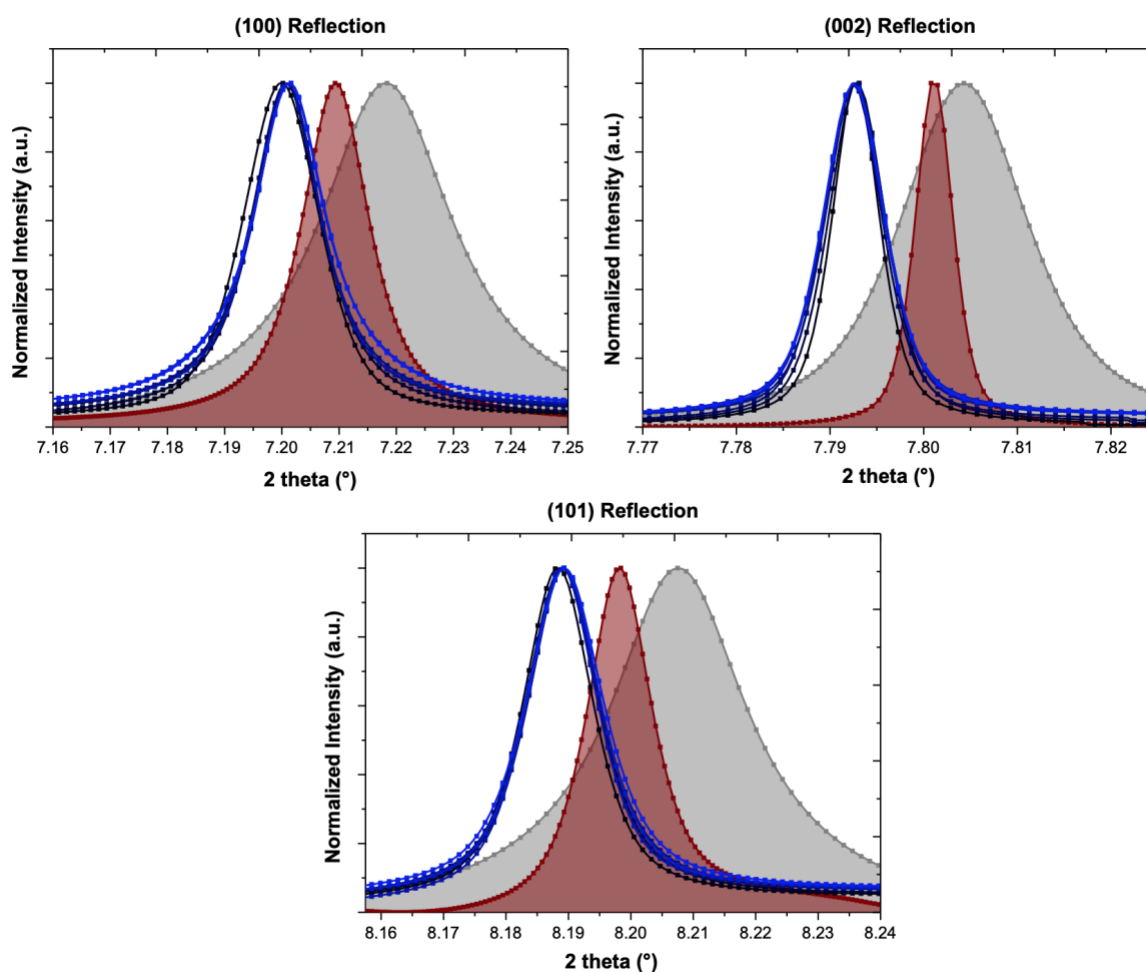 (100) Reflection
Normalized Intensity (a.u.)
7.16 7.17 7.18 7.19 7.20 7.21 7.22 7.23 7.24 7.25
2 theta (°)
(002) Reflection
Normalized Intensity (a.u.)
7.77 7.78 7.79 7.80 7.81 7.82
2 theta (°)
(101) Reflection
Normalized Intensity (a.u.)
8.16 8.17 8.18 8.19 8.20 8.21 8.22 8.23 8.24
2 theta (°)